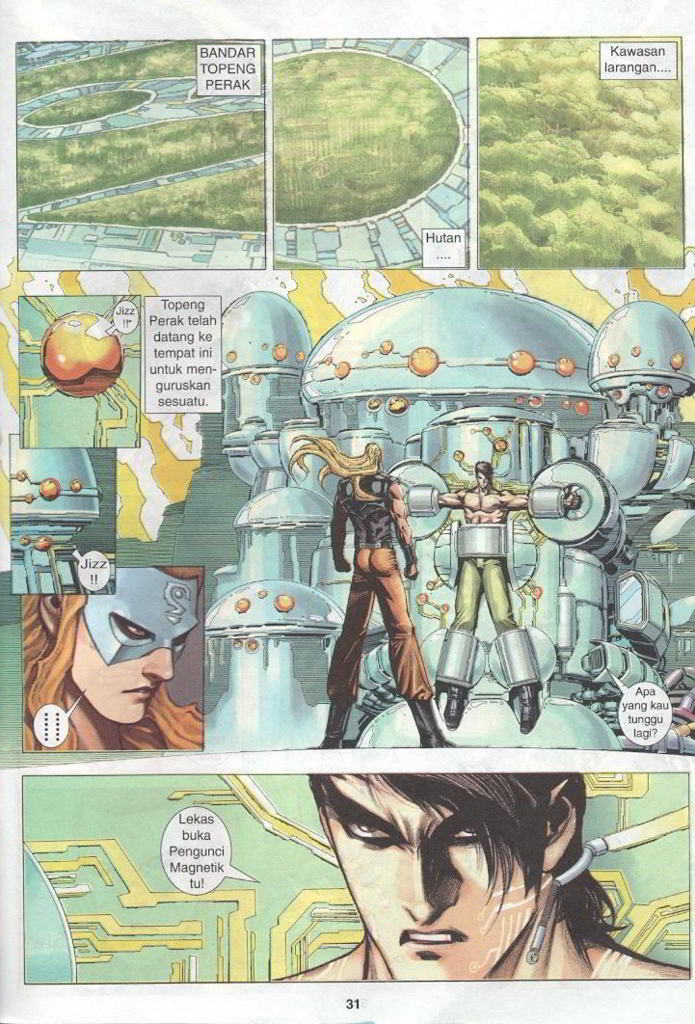 BANDAR
TOPENG
PERAK
Hutan
....
Kawasan
larangan....
Jizz
!!"
Topeng
Perak telah
datang ke
tempat ini
untuk men-
guruskan
sesuatu.
Jizz
!!
Apa
yang kau
tunggu
lagi?
Lekas
buka
Pengunci
Magnetik
tu!
31